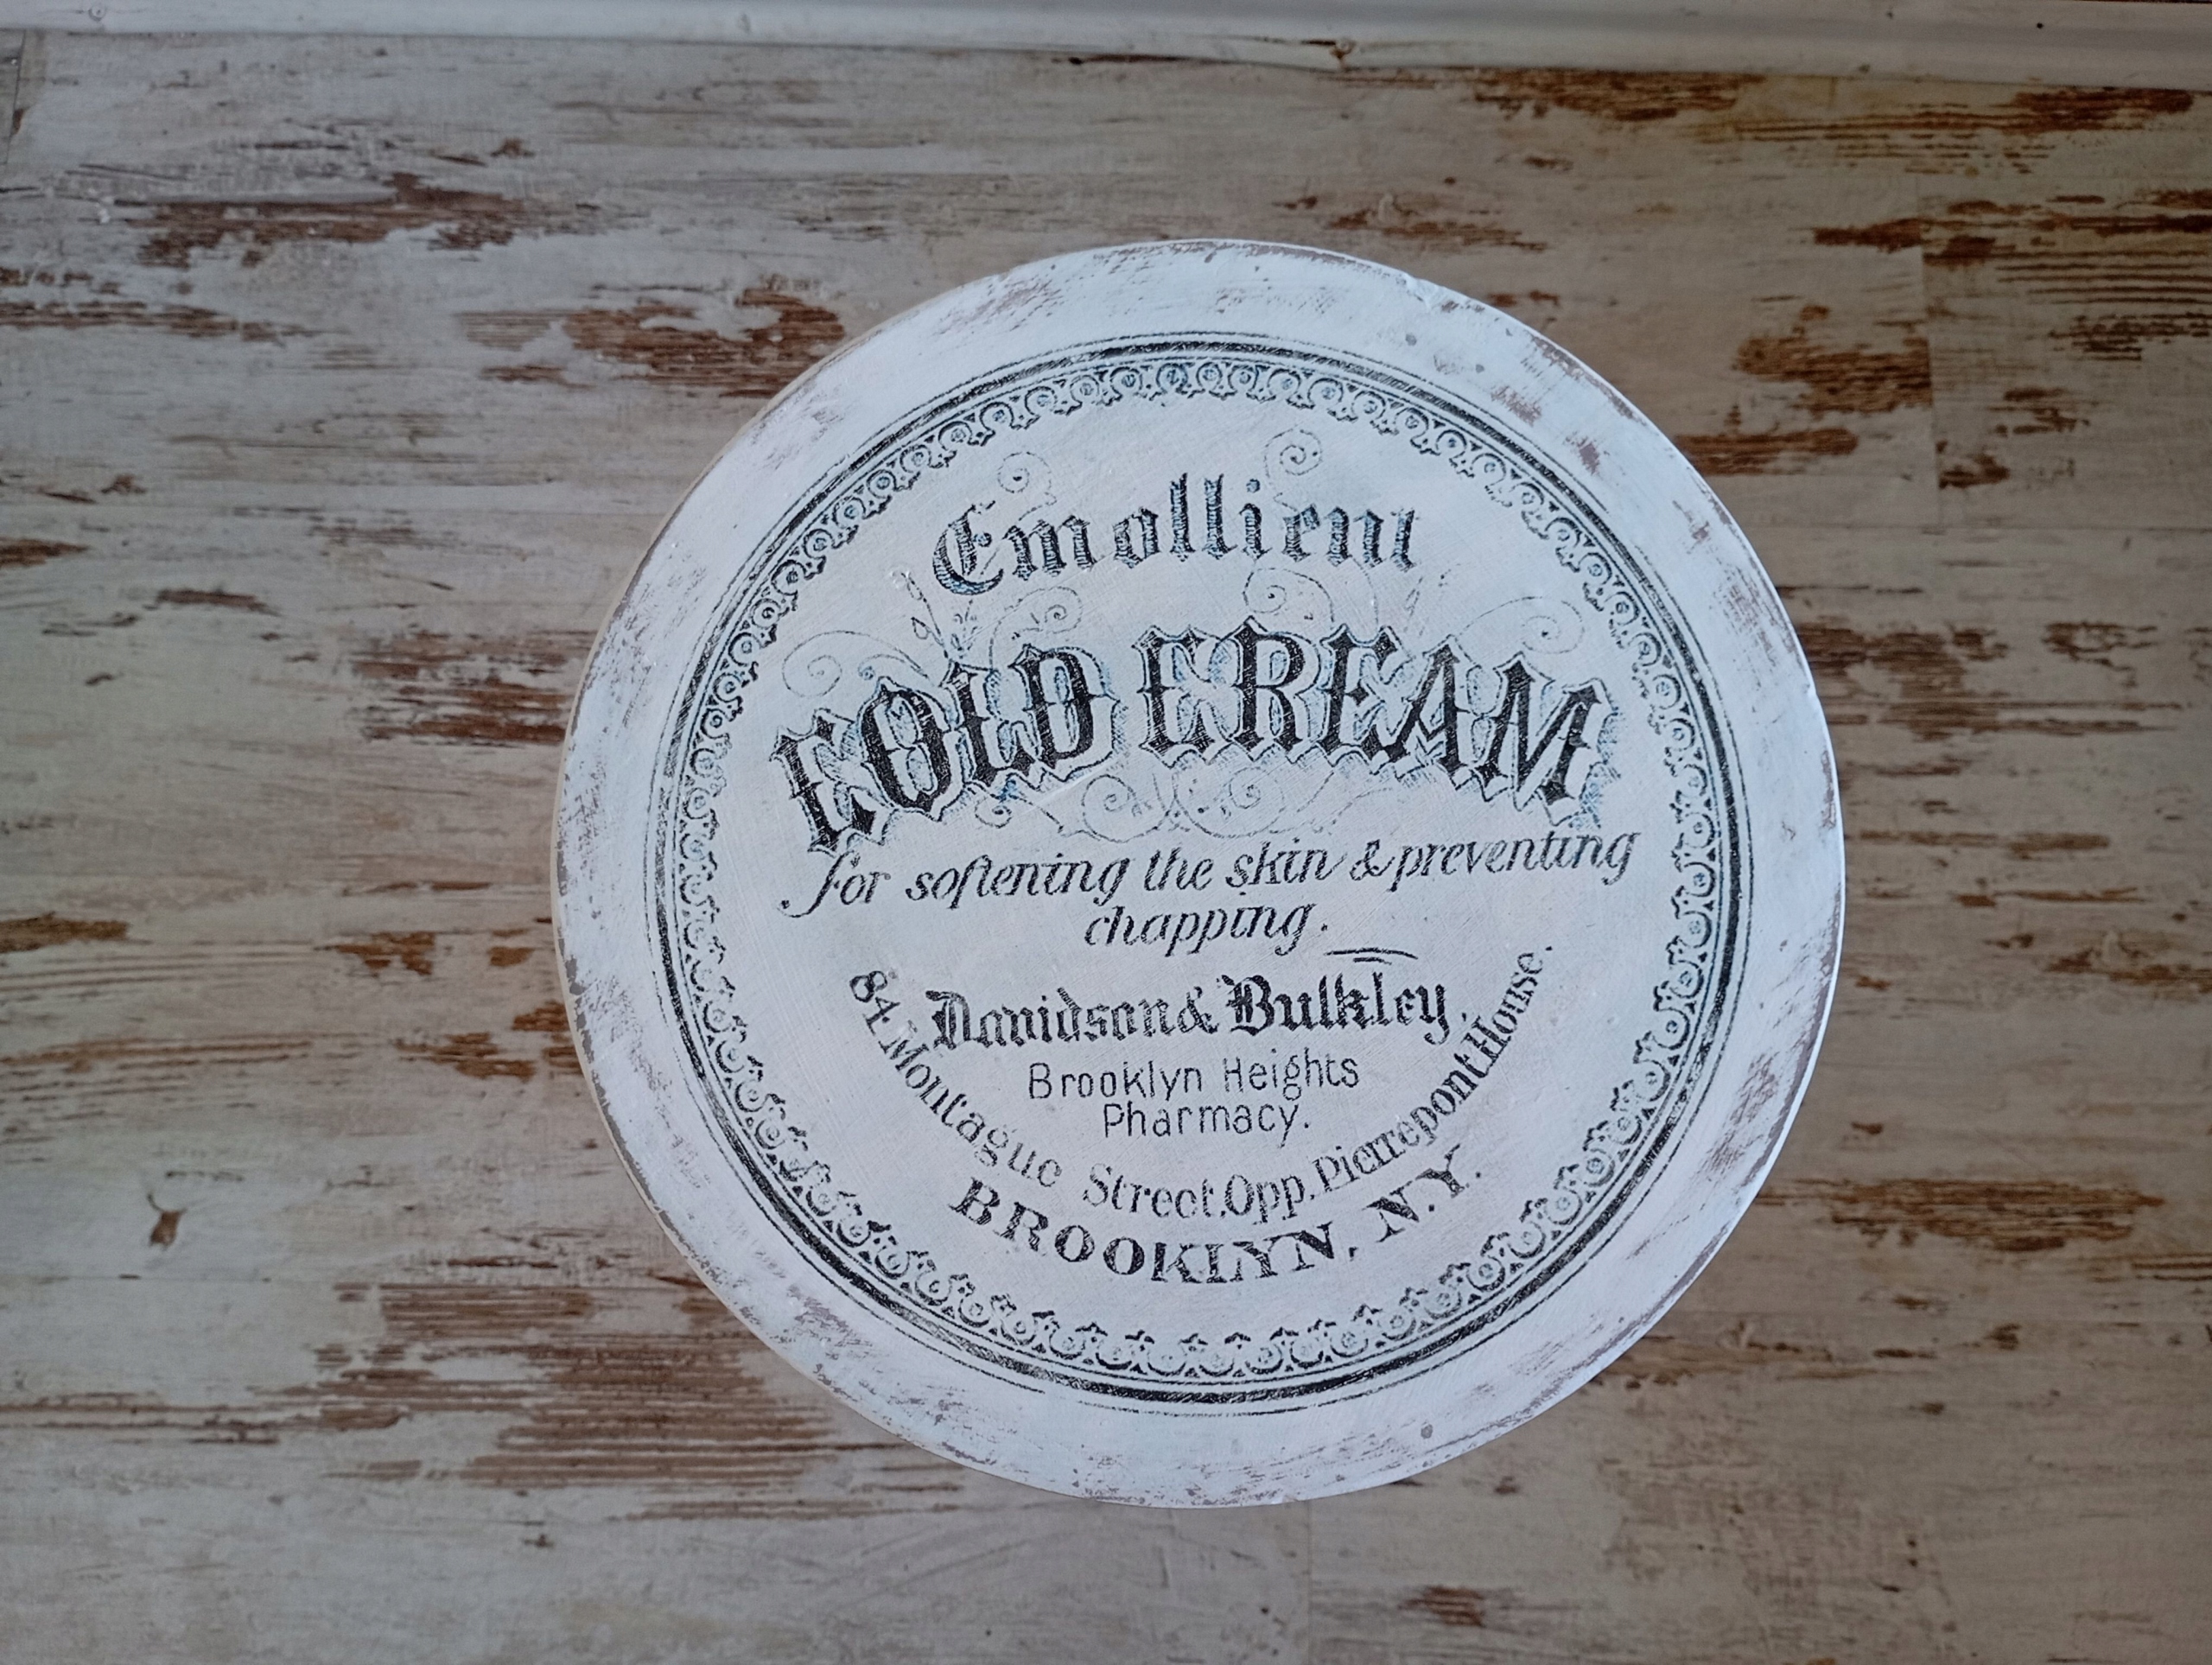 Emollient
COLD CREAM
for softening the skin & preventing
chapping.
Davidson & Bulkley.
Brooklyn Heights
Pharmacy.
84 Montague Street, Opp. Pierrepont House.
BROOKLYN, N.Y.